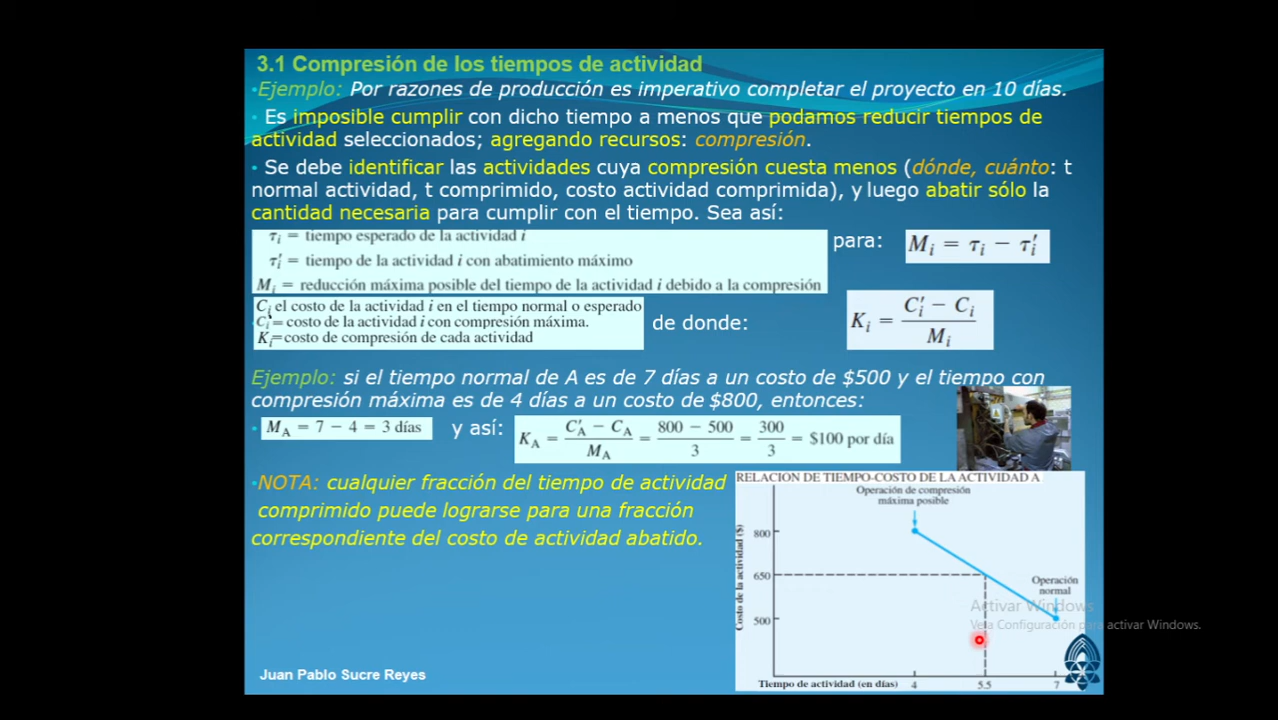 3.1 Compresión de los tiempos de actividad
•Ejemplo: Por razones de producción es imperativo completar el proyecto en 10 días.
• Es imposible cumplir con dicho tiempo a menos que podamos reducir tiempos de
actividad seleccionados; agregando recursos: compresión.
• Se debe identificar las actividades cuya compresión cuesta menos (dónde, cuánto: t
normal actividad, t comprimido, costo actividad comprimida), y luego abatir sólo la
cantidad necesaria para cumplir con el tiempo. Sea así:
τi = tiempo esperado de la actividad i
τ'i = tiempo de la actividad i con abatimiento máximo
Mi = reducción máxima posible del tiempo de la actividad i debido a la compresión
para:
Mi = τi − τ'i
Ci el costo de la actividad i en el tiempo normal o esperado
C'i = costo de la actividad i con compresión máxima.
Ki=costo de compresión de cada actividad
de donde:
Ki = C'i − Ci / Mi
Ejemplo: si el tiempo normal de A es de 7 días a un costo de $500 y el tiempo con
compresión máxima es de 4 días a un costo de $800, entonces:
• MA = 7 − 4 = 3 días y así: KA = C'A − CA / MA = 800 − 500 / 3 = 300 / 3 = $100 por día
•NOTA: cualquier fracción del tiempo de actividad
comprimido puede lograrse para una fracción
correspondiente del costo de actividad abatido.
RELACION DE TIEMPO-COSTO DE LA ACTIVIDAD A
Operación de compresión
máxima posible
Costo de la actividad ($)
800
650
500
Operación
normal
Activar Windows
Ve a Configuración para activar Windows.
Tiempo de actividad (en días)
4
5.5
7
Juan Pablo Sucre Reyes